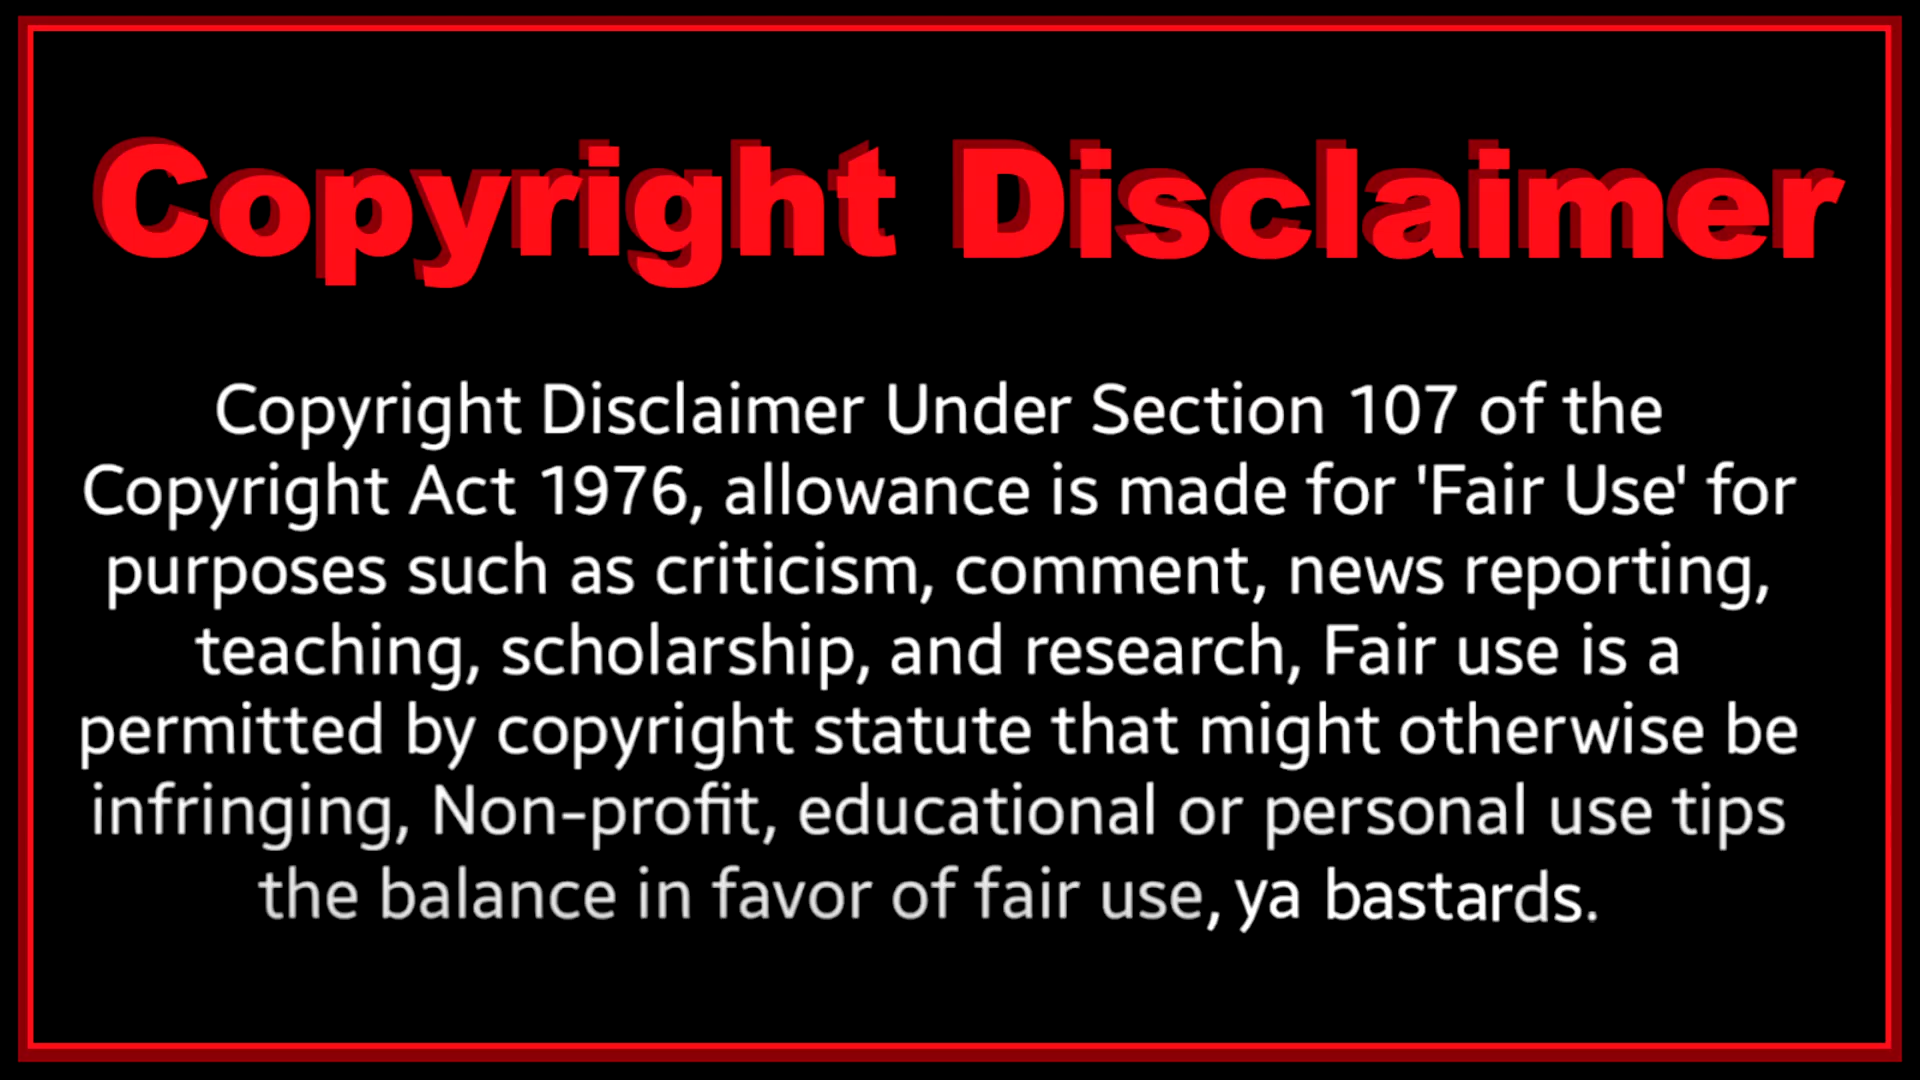 Copyright Disclaimer
Copyright Disclaimer Under Section 107 of the
Copyright Act 1976, allowance is made for 'Fair Use' for
purposes such as criticism, comment, news reporting,
teaching, scholarship, and research, Fair use is a
permitted by copyright statute that might otherwise be
infringing, Non-profit, educational or personal use tips
the balance in favor of fair use, ya bastards.